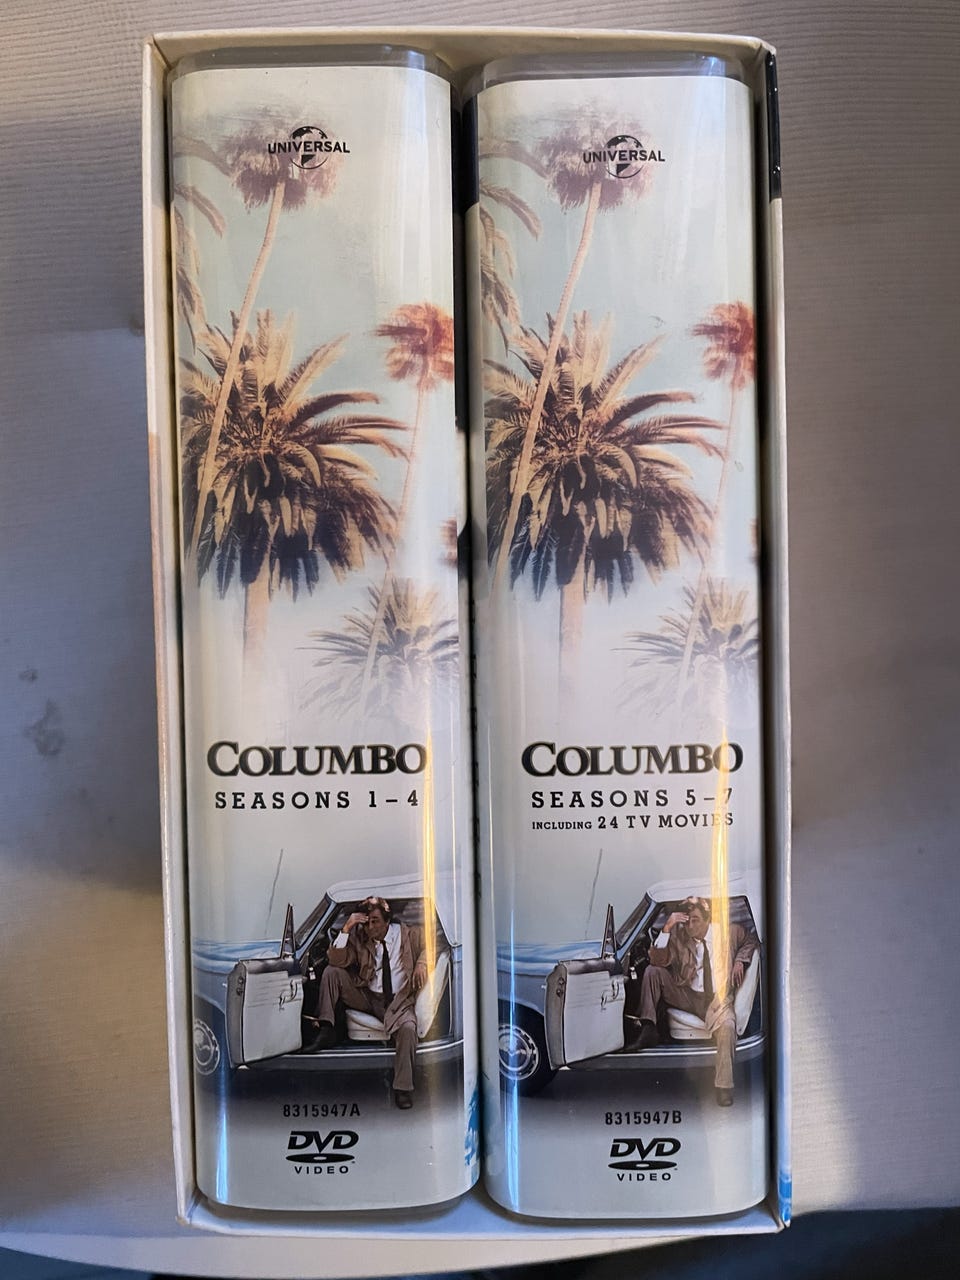 UNIVERSAL
COLUMBO
SEASONS 1-4
8315947A
DVD
VIDEO
UNIVERSAL
COLUMBO
SEASONS 5-7
INCLUDING 24 TV MOVIES
8315947B
DVD
VIDEO